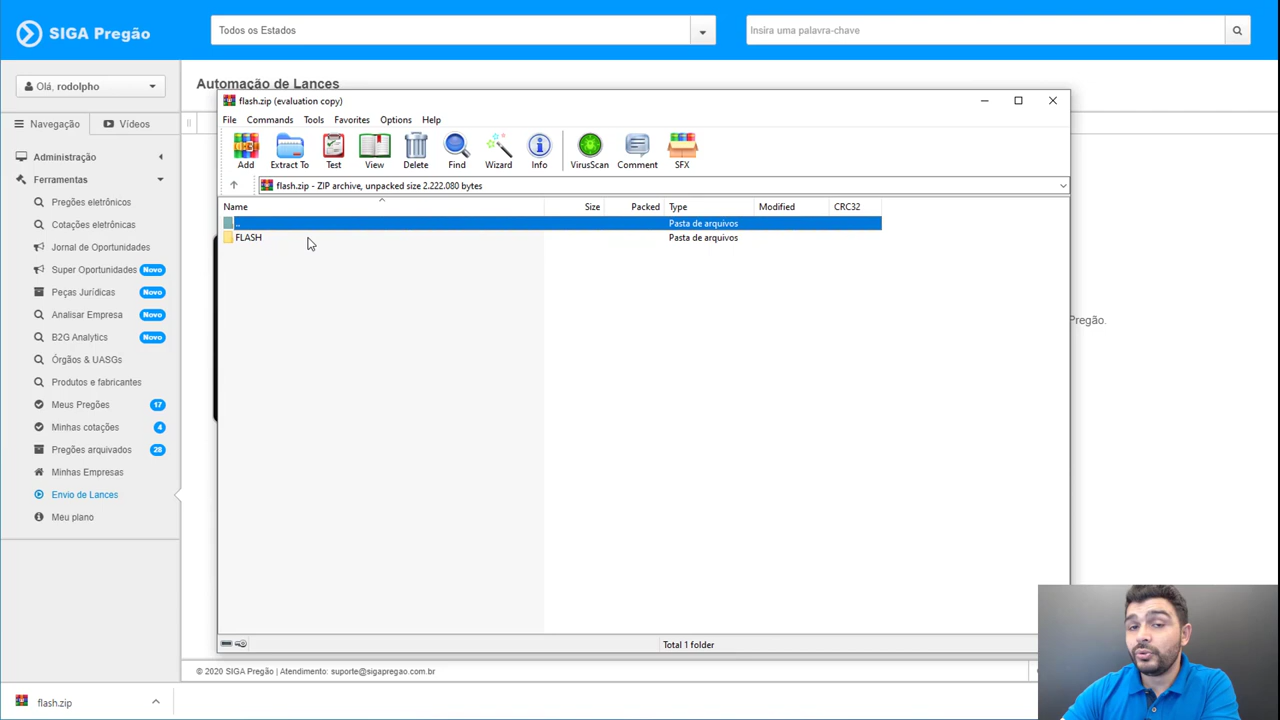 SIGA Pregão
Todos os Estados
Insira uma palavra-chave
Olá, rodolpho
Automação de Lances
Navegação
Vídeos
Administração
Ferramentas
Pregões eletrônicos
Cotações eletrônicas
Jornal de Oportunidades
Super Oportunidades Novo
Peças Jurídicas Novo
Analisar Empresa Novo
B2G Analytics Novo
Órgãos & UASGs
Produtos e fabricantes
Meus Pregões 17
Minhas cotações 4
Pregões arquivados 28
Minhas Empresas
Envio de Lances
Meu plano
flash.zip (evaluation copy)
File Commands Tools Favorites Options Help
Add Extract To Test View Delete Find Wizard Info VirusScan Comment SFX
flash.zip - ZIP archive, unpacked size 2.222.080 bytes
Name Size Packed Type Modified CRC32
.. Pasta de arquivos
FLASH Pasta de arquivos
Pregão.
Total 1 folder
© 2020 SIGA Pregão | Atendimento: suporte@sigapregao.com.br
flash.zip